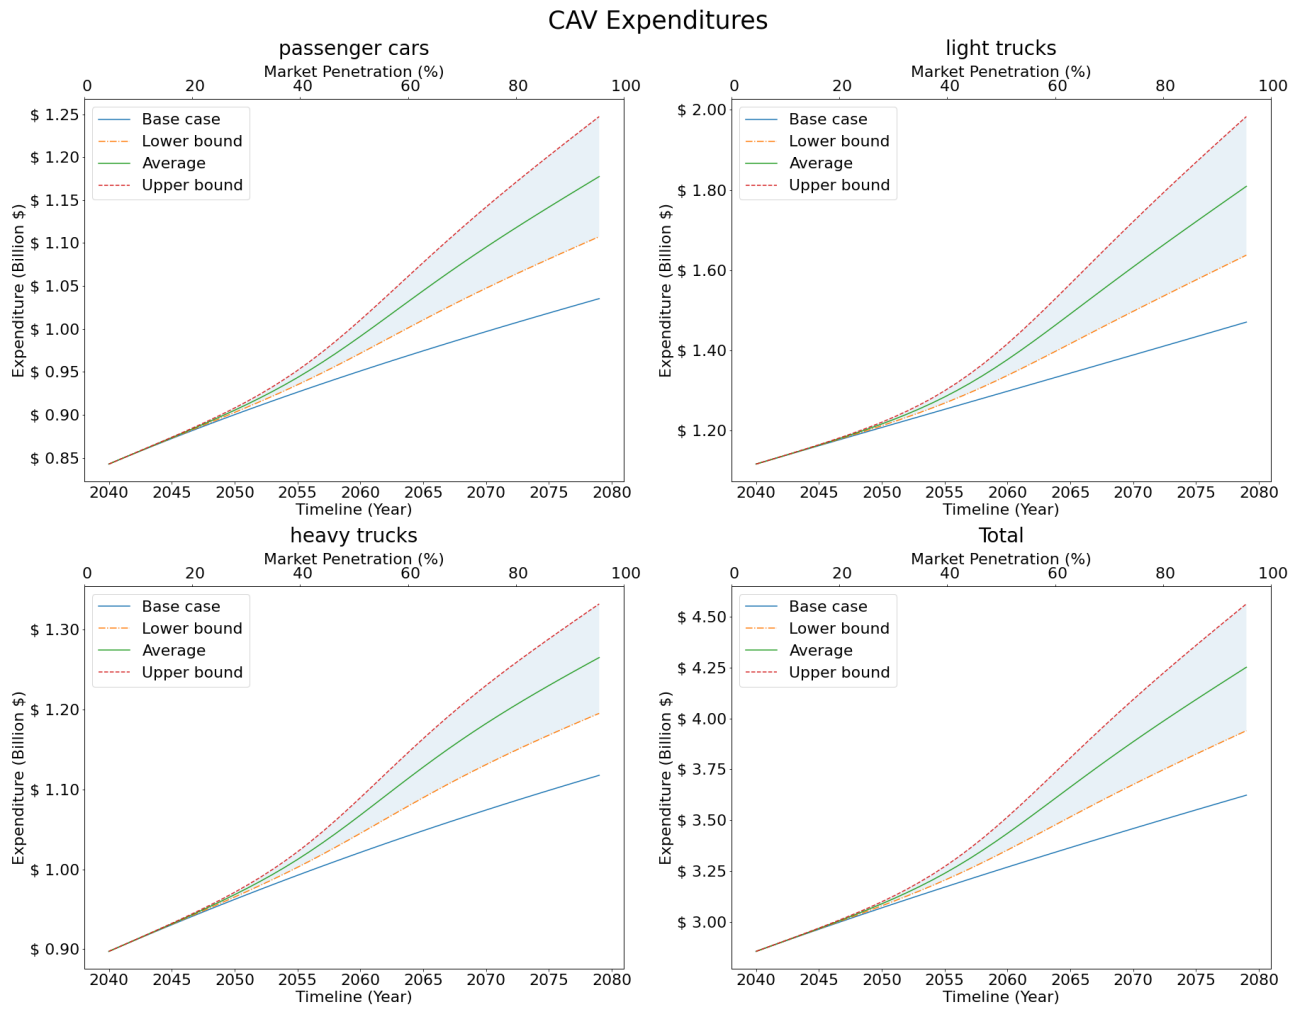 CAV Expenditures
passenger cars
Market Penetration (%)
0 20 40 60 80 100
$ 1.25
$ 1.20
$ 1.15
$ 1.10
$ 1.05
$ 1.00
$ 0.95
$ 0.90
$ 0.85
Expenditure (Billion $)
Base case
Lower bound
Average
Upper bound
2040 2045 2050 2055 2060 2065 2070 2075 2080
Timeline (Year)
light trucks
Market Penetration (%)
0 20 40 60 80 100
$ 2.00
$ 1.80
$ 1.60
$ 1.40
$ 1.20
Expenditure (Billion $)
Base case
Lower bound
Average
Upper bound
2040 2045 2050 2055 2060 2065 2070 2075 2080
Timeline (Year)
heavy trucks
Market Penetration (%)
0 20 40 60 80 100
$ 1.30
$ 1.20
$ 1.10
$ 1.00
$ 0.90
Expenditure (Billion $)
Base case
Lower bound
Average
Upper bound
2040 2045 2050 2055 2060 2065 2070 2075 2080
Timeline (Year)
Total
Market Penetration (%)
0 20 40 60 80 100
$ 4.50
$ 4.25
$ 4.00
$ 3.75
$ 3.50
$ 3.25
$ 3.00
Expenditure (Billion $)
Base case
Lower bound
Average
Upper bound
2040 2045 2050 2055 2060 2065 2070 2075 2080
Timeline (Year)